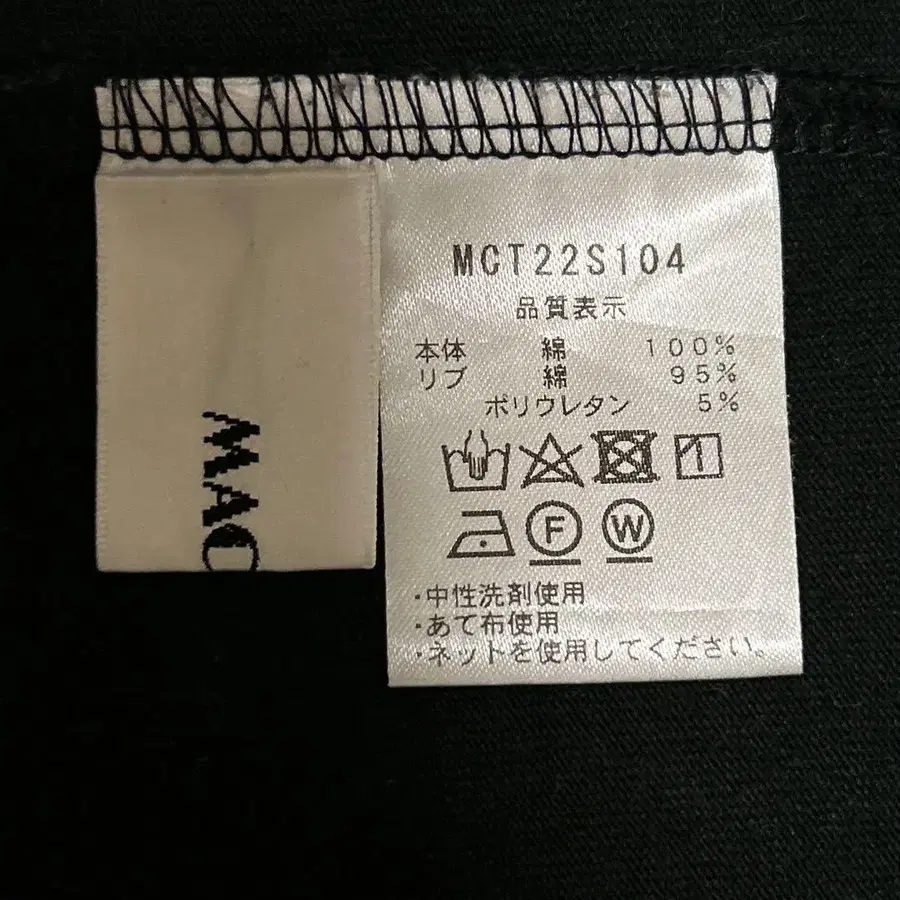 MAC
MCT22S104
品質表示
本体 綿 100%
リブ 綿 95%
ポリウレタン 5%
F W
・中性洗剤使用
・あて布使用
・ネットを使用してください。